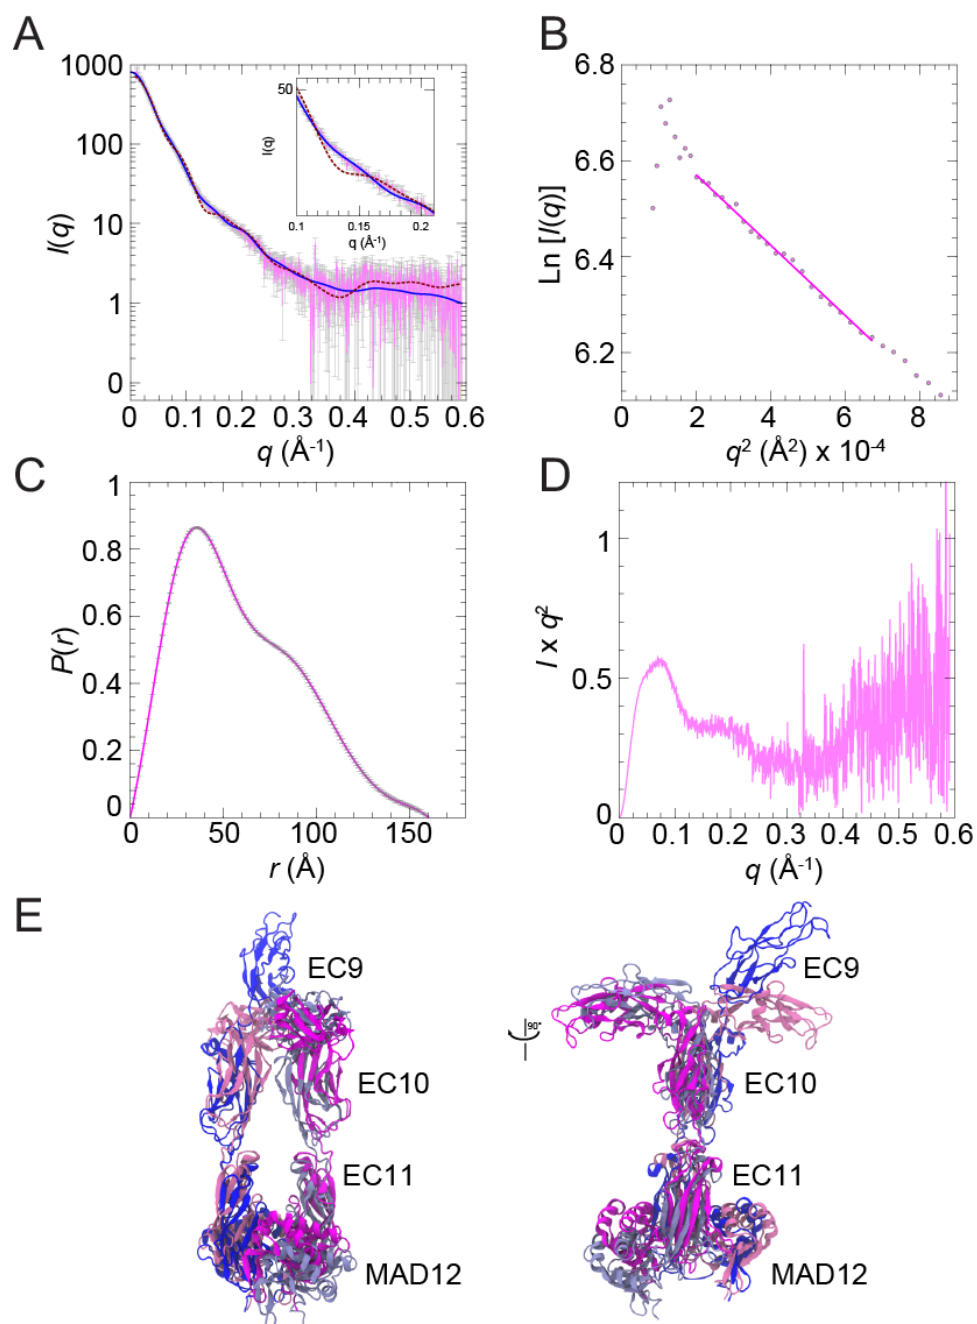 A
1000
100
10
1
0
I(q)
0 0.1 0.2 0.3 0.4 0.5 0.6
q (Å-1)
50
I(q)
0.1 0.15 0.2
q (Å-1)
B
6.8
6.6
6.4
6.2
Ln [I(q)]
0 2 4 6 8
q2 (Å2) x 10-4
C
1
0.8
0.6
0.4
0.2
0
P(r)
0 50 100 150
r (Å)
D
1
0.5
0
I x q2
0 0.1 0.2 0.3 0.4 0.5 0.6
q (Å-1)
E
EC9
EC10
EC11
MAD12
90°
EC9
EC10
EC11
MAD12